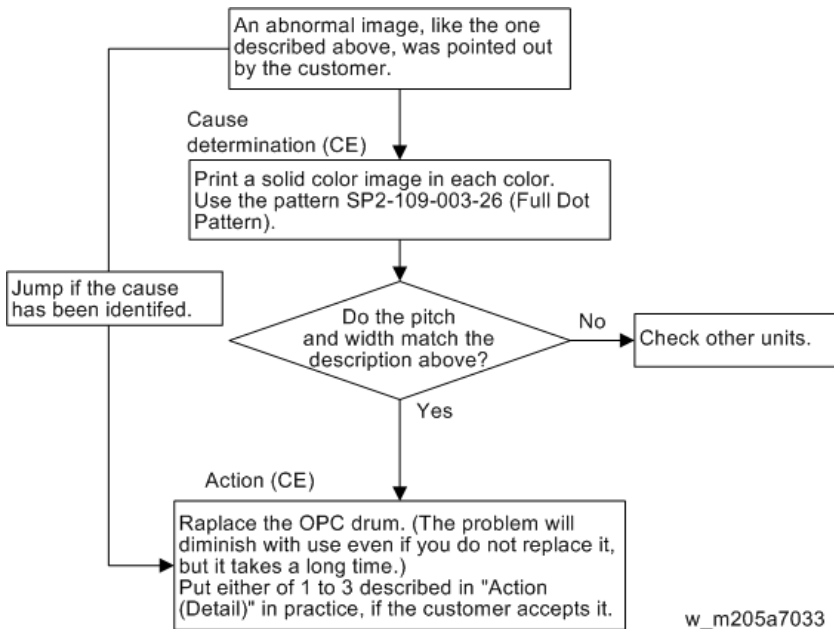 An abnormal image, like the one
described above, was pointed out
by the customer.
Cause
determination (CE)
Print a solid color image in each color.
Use the pattern SP2-109-003-26 (Full Dot
Pattern).
Jump if the cause
has been identifed.
Do the pitch
and width match the
description above?
No
Check other units.
Yes
Action (CE)
Raplace the OPC drum. (The problem will
diminish with use even if you do not replace it,
but it takes a long time.)
Put either of 1 to 3 described in "Action
(Detail)" in practice, if the customer accepts it.
w_m205a7033